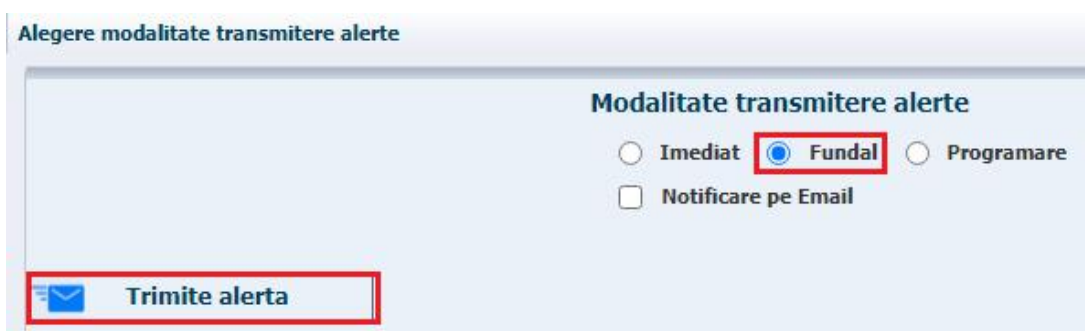 Alegere modalitate transmitere alerte
Modalitate transmitere alerte
Imediat Fundal Programare
Notificare pe Email
Trimite alerta